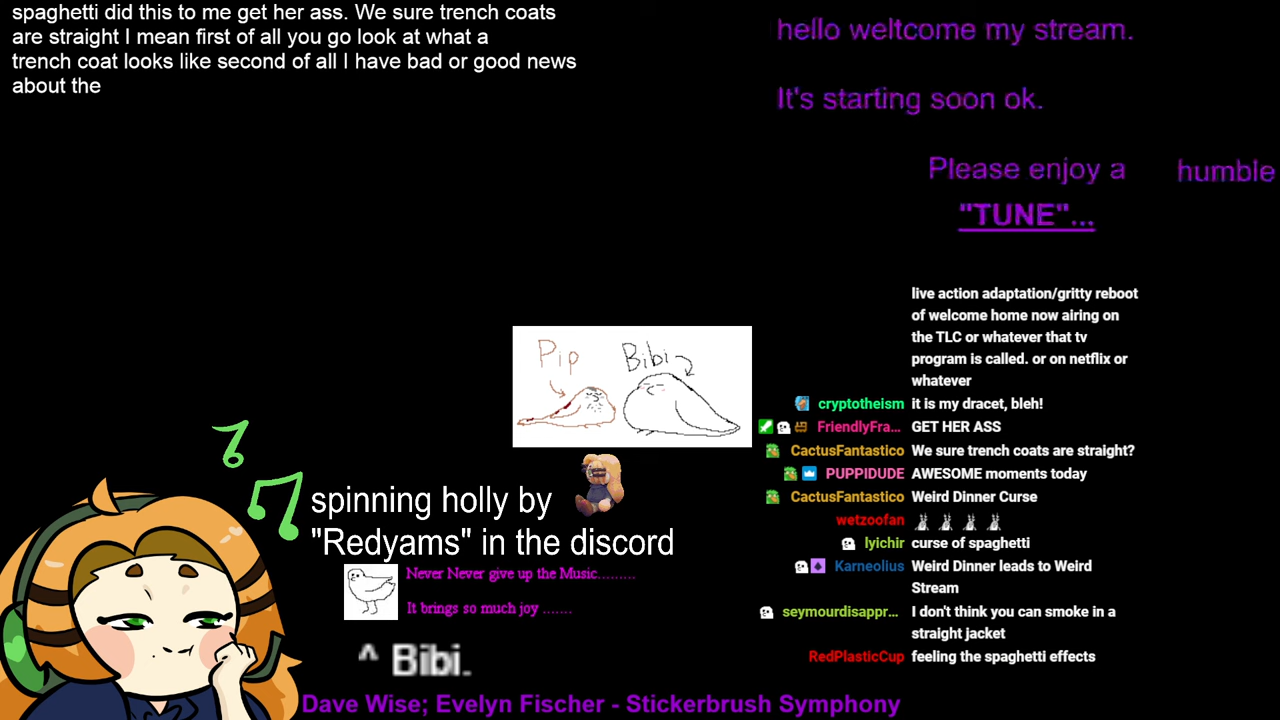 spaghetti did this to me get her ass. We sure trench coats
are straight I mean first of all you go look at what a
trench coat looks like second of all I have bad or good news
about the
hello weltcome my stream.
It's starting soon ok.
Please enjoy a humble
"TUNE"...
Pip
Bibi
live action adaptation/gritty reboot
of welcome home now airing on
the TLC or whatever that tv
program is called. or on netflix or
whatever
cryptotheism it is my dracet, bleh!
FriendlyFra... GET HER ASS
CactusFantastico We sure trench coats are straight?
PUPPIDUDE AWESOME moments today
CactusFantastico Weird Dinner Curse
wetzoofan
lyichir curse of spaghetti
Karneolius Weird Dinner leads to Weird
Stream
seymourdisappr... I don't think you can smoke in a
straight jacket
RedPlasticCup feeling the spaghetti effects
spinning holly by
"Redyams" in the discord
Never Never give up the Music.........
It brings so much joy .......
^ Bibi.
Dave Wise; Evelyn Fischer - Stickerbrush Symphony